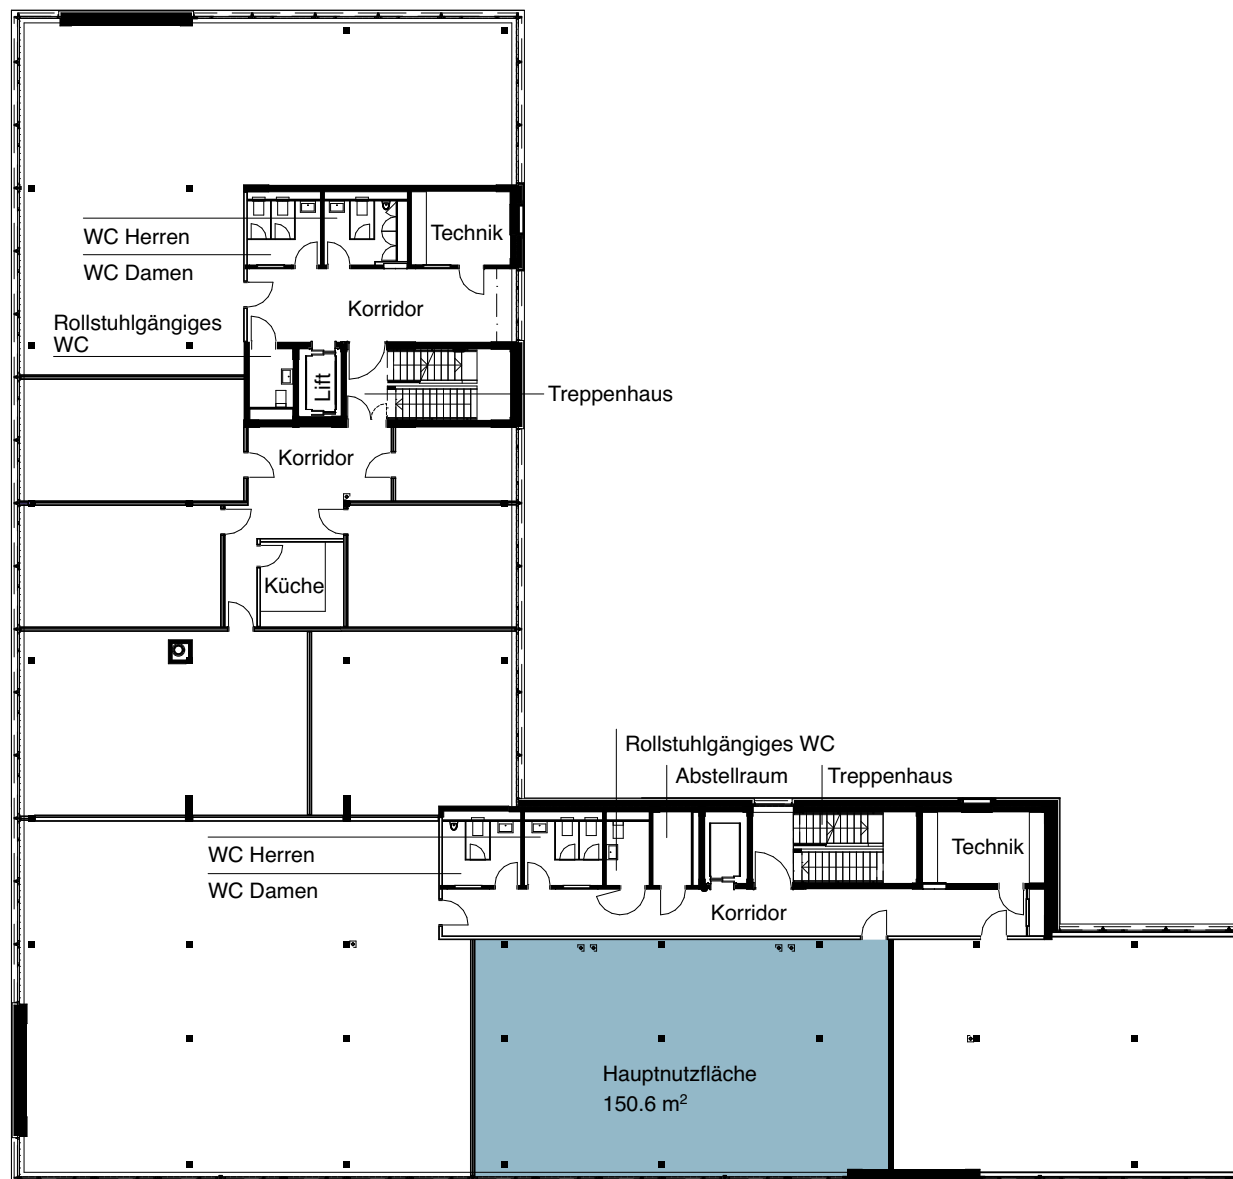 WC Herren
WC Damen
Technik
Korridor
Rollstuhlgängiges
WC
Lift
Treppenhaus
Korridor
Küche
Rollstuhlgängiges WC
Abstellraum
Treppenhaus
WC Herren
WC Damen
Technik
Korridor
Hauptnutzfläche
150.6 m²